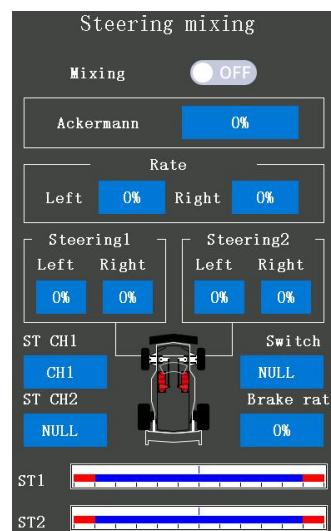 Steering mixing
Mixing OFF
Ackermann 0%
Rate
Left 0% Right 0%
Steering1 Steering2
Left Right Left Right
0% 0% 0% 0%
ST CH1 Switch
CH1 NULL
ST CH2 Brake rat
NULL 0%
ST1
ST2